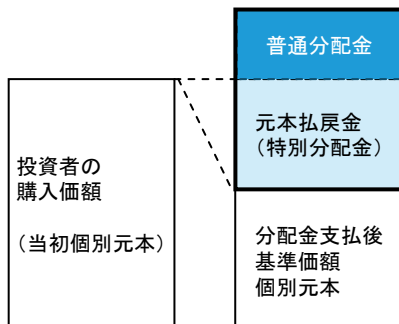 普通分配金
元本払戻金
（特別分配金）
投資者の
購入価額
（当初個別元本）
分配金支払後
基準価額
個別元本